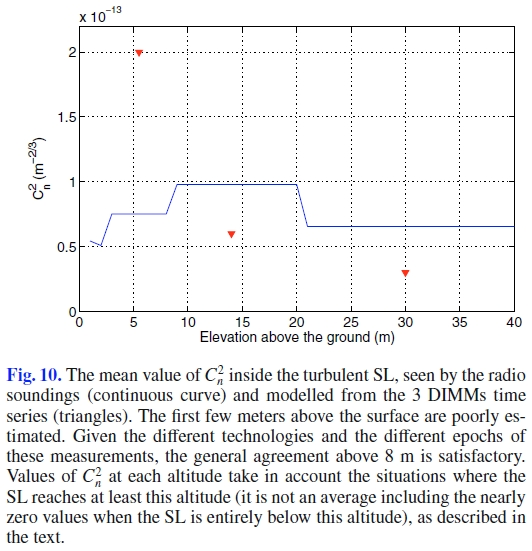 x 10⁻¹³
2
1.5
1
0.5
0
C²ₙ (m⁻²ᐟ³)
0 5 10 15 20 25 30 35 40
Elevation above the ground (m)
Fig. 10. The mean value of C²ₙ inside the turbulent SL, seen by the radio
soundings (continuous curve) and modelled from the 3 DIMMs time
series (triangles). The first few meters above the surface are poorly es-
timated. Given the different technologies and the different epochs of
these measurements, the general agreement above 8 m is satisfactory.
Values of C²ₙ at each altitude take in account the situations where the
SL reaches at least this altitude (it is not an average including the nearly
zero values when the SL is entirely below this altitude), as described in
the text.